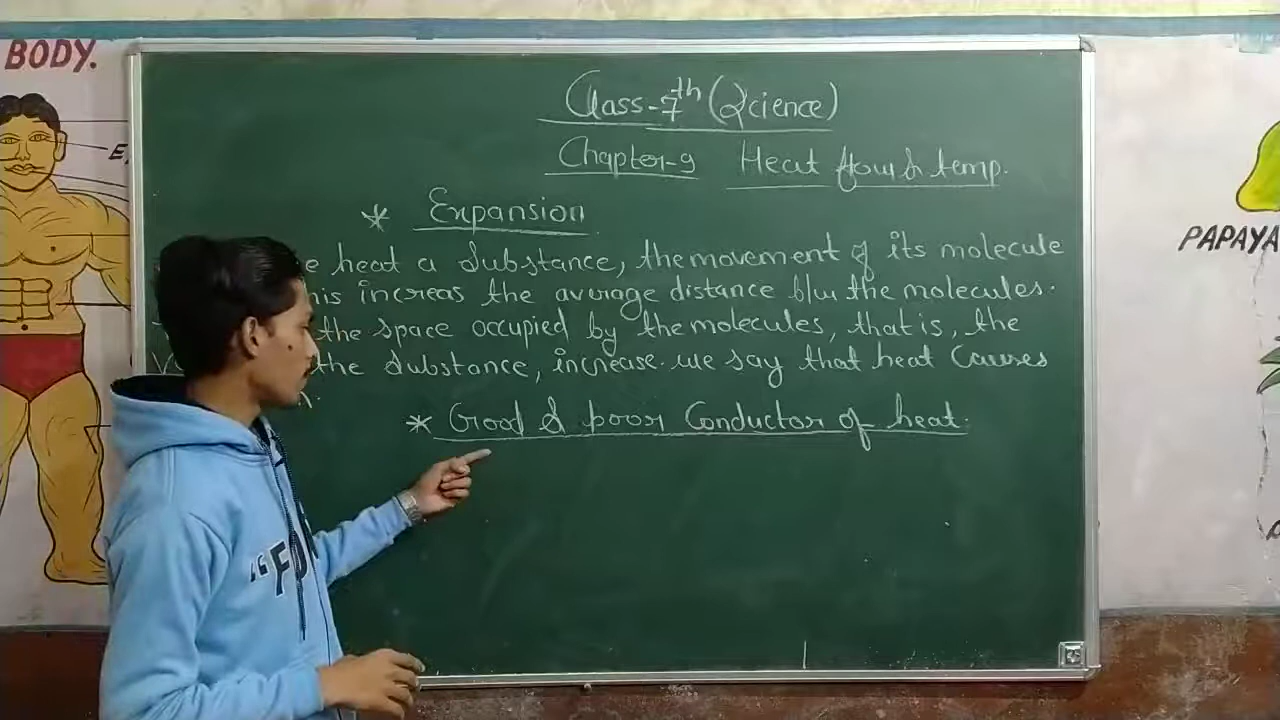 BODY.
Class-7th (Science)
Chapter-9 Heat flow & temp.
* Expansion
e heat a Substance, the movement of its molecule
his increas the average distance b/w the molecules.
the space occupied by the molecules, that is, the
the substance, increase. we say that heat Causes
n.
* Good & poor Conductor of heat.
PAPAYA
"FO